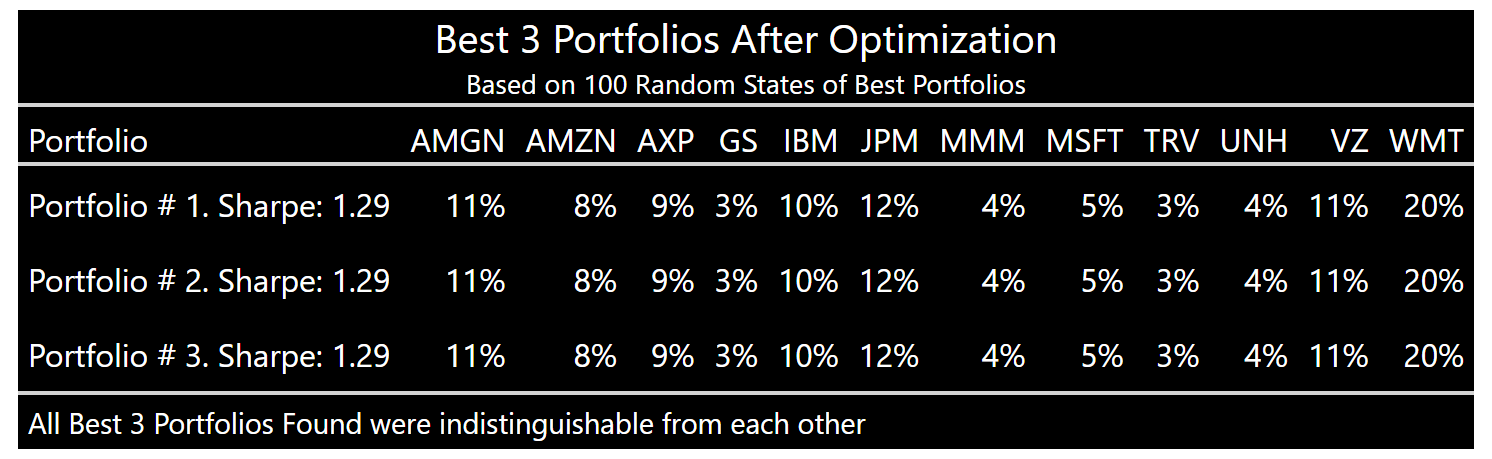 Best 3 Portfolios After Optimization
Based on 100 Random States of Best Portfolios
Portfolio AMGN AMZN AXP GS IBM JPM MMM MSFT TRV UNH VZ WMT
Portfolio # 1. Sharpe: 1.29 11% 8% 9% 3% 10% 12% 4% 5% 3% 4% 11% 20%
Portfolio # 2. Sharpe: 1.29 11% 8% 9% 3% 10% 12% 4% 5% 3% 4% 11% 20%
Portfolio # 3. Sharpe: 1.29 11% 8% 9% 3% 10% 12% 4% 5% 3% 4% 11% 20%
All Best 3 Portfolios Found were indistinguishable from each other